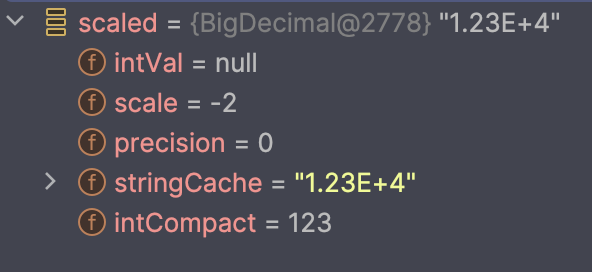 scaled = {BigDecimal@2778} "1.23E+4"
f intVal = null
f scale = -2
f precision = 0
f stringCache = "1.23E+4"
f intCompact = 123